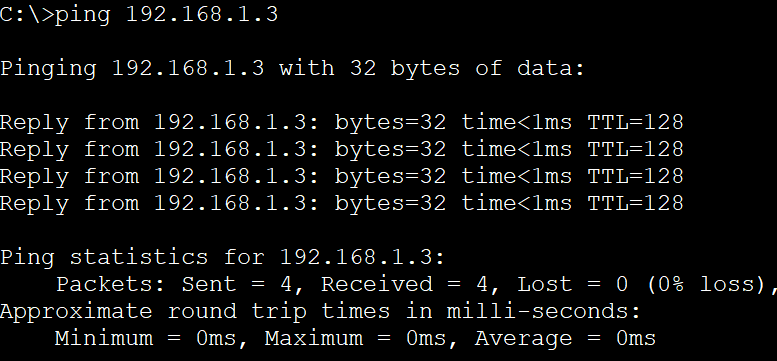 C:\>ping 192.168.1.3
Pinging 192.168.1.3 with 32 bytes of data:
Reply from 192.168.1.3: bytes=32 time<1ms TTL=128
Reply from 192.168.1.3: bytes=32 time<1ms TTL=128
Reply from 192.168.1.3: bytes=32 time<1ms TTL=128
Reply from 192.168.1.3: bytes=32 time<1ms TTL=128
Ping statistics for 192.168.1.3:
    Packets: Sent = 4, Received = 4, Lost = 0 (0% loss),
Approximate round trip times in milli-seconds:
    Minimum = 0ms, Maximum = 0ms, Average = 0ms